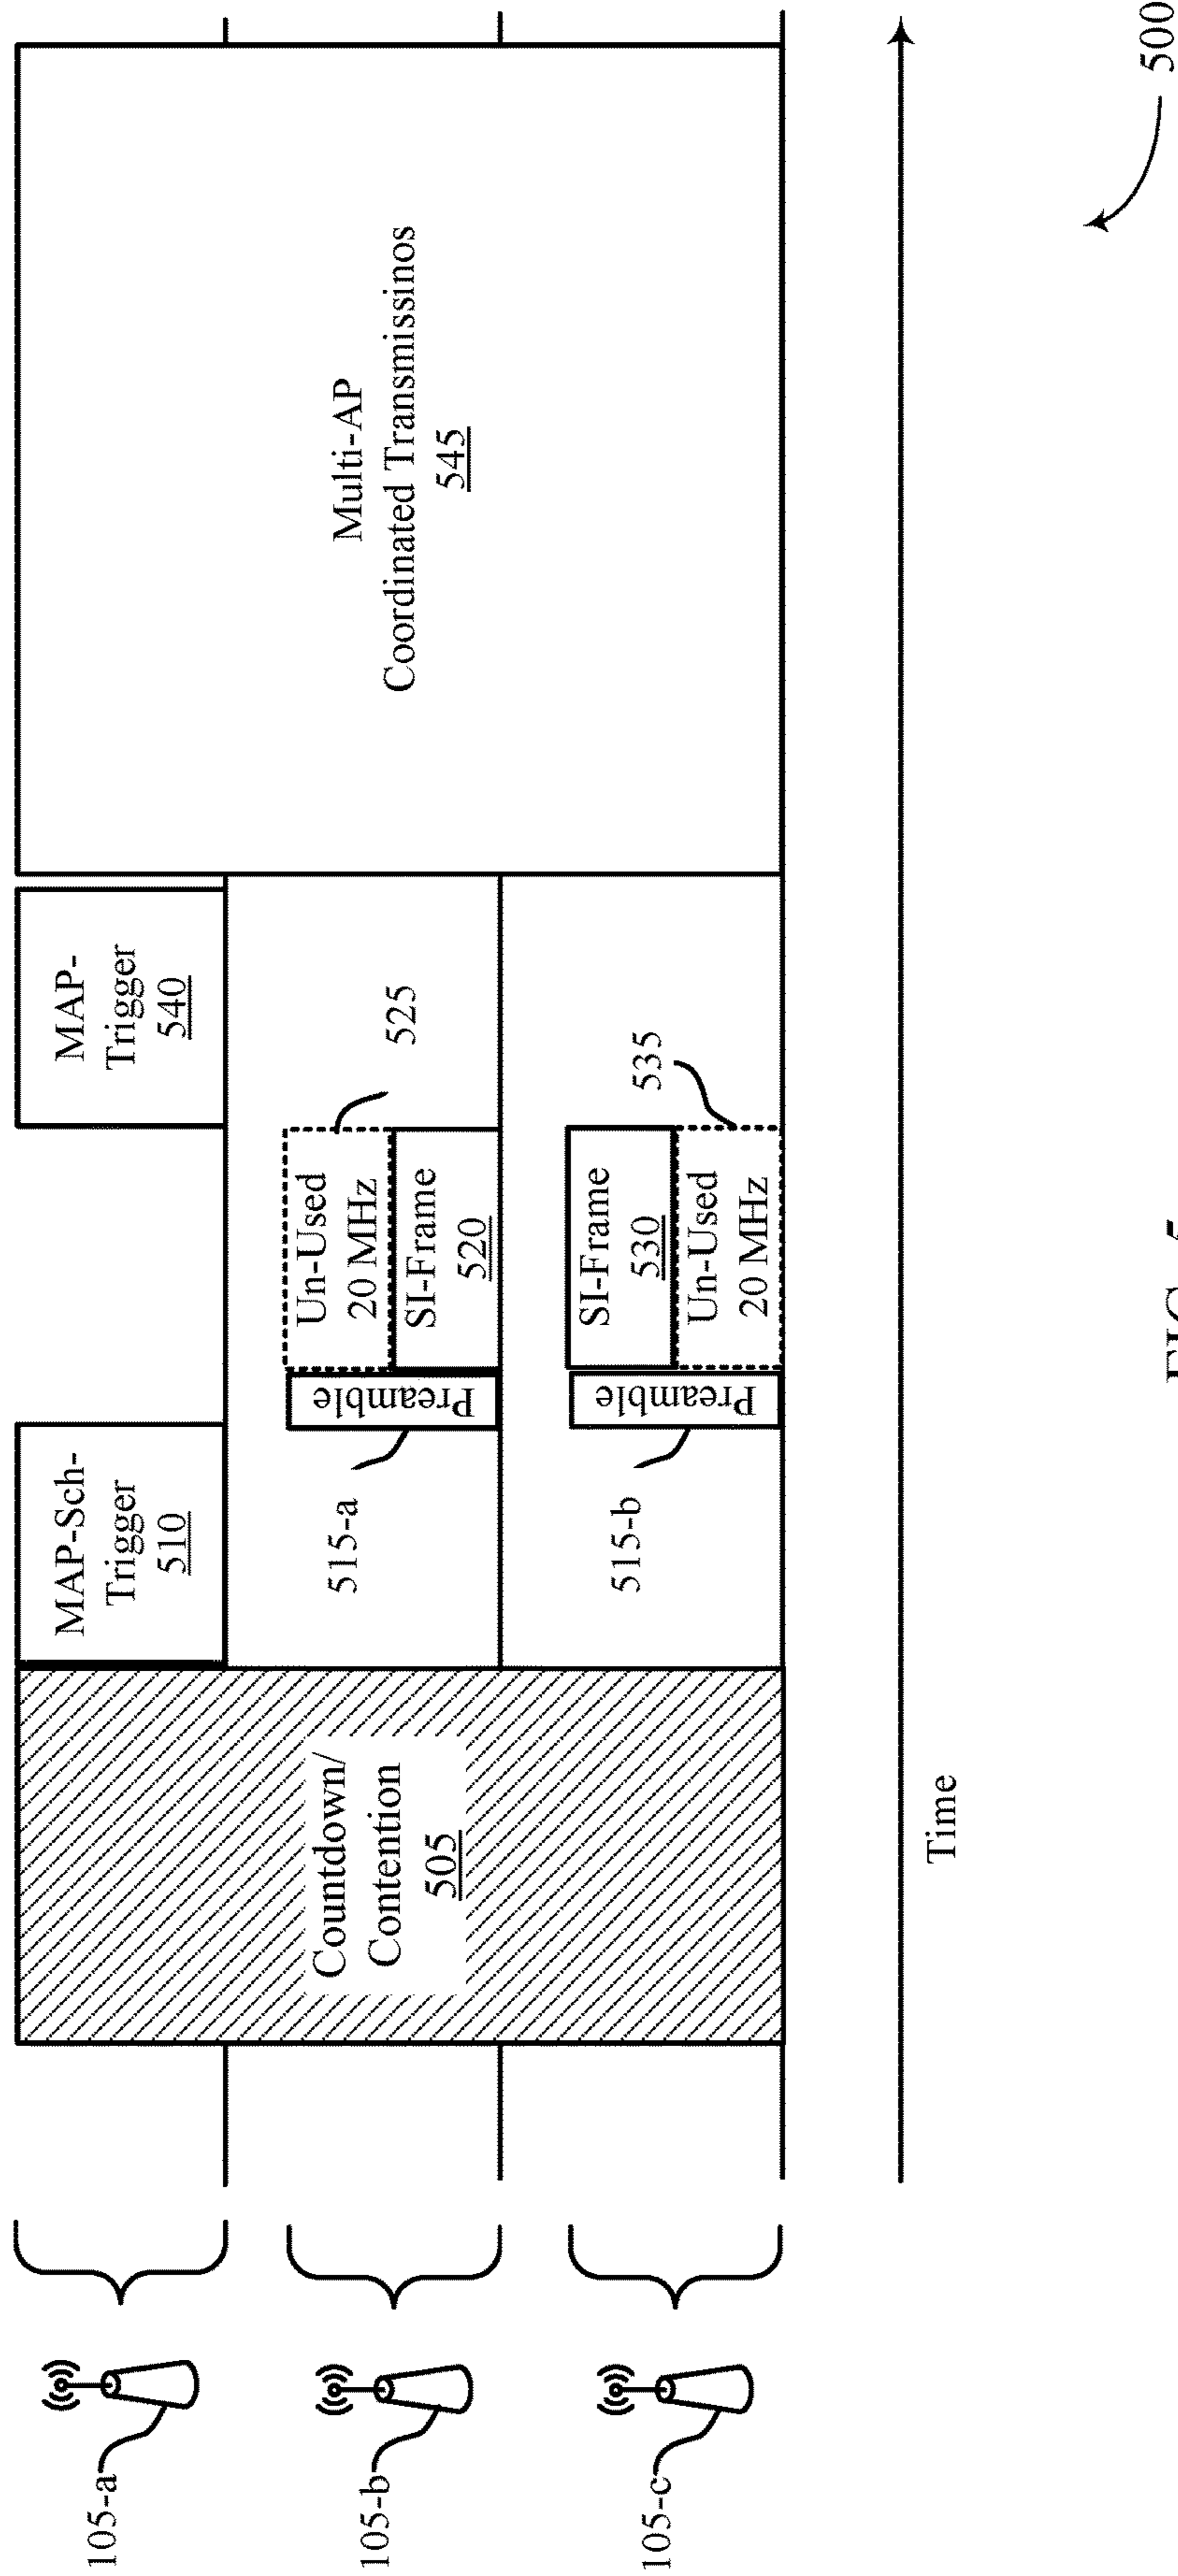 105-a
105-b
105-c
Countdown/
Contention
505
MAP-Sch-
Trigger
510
515-a
Preamble
Un-Used
20 MHz
525
SI-Frame
520
515-b
Preamble
SI-Frame
530
Un-Used
20 MHz
535
MAP-
Trigger
540
Multi-AP
Coordinated Transmissinos
545
Time
500